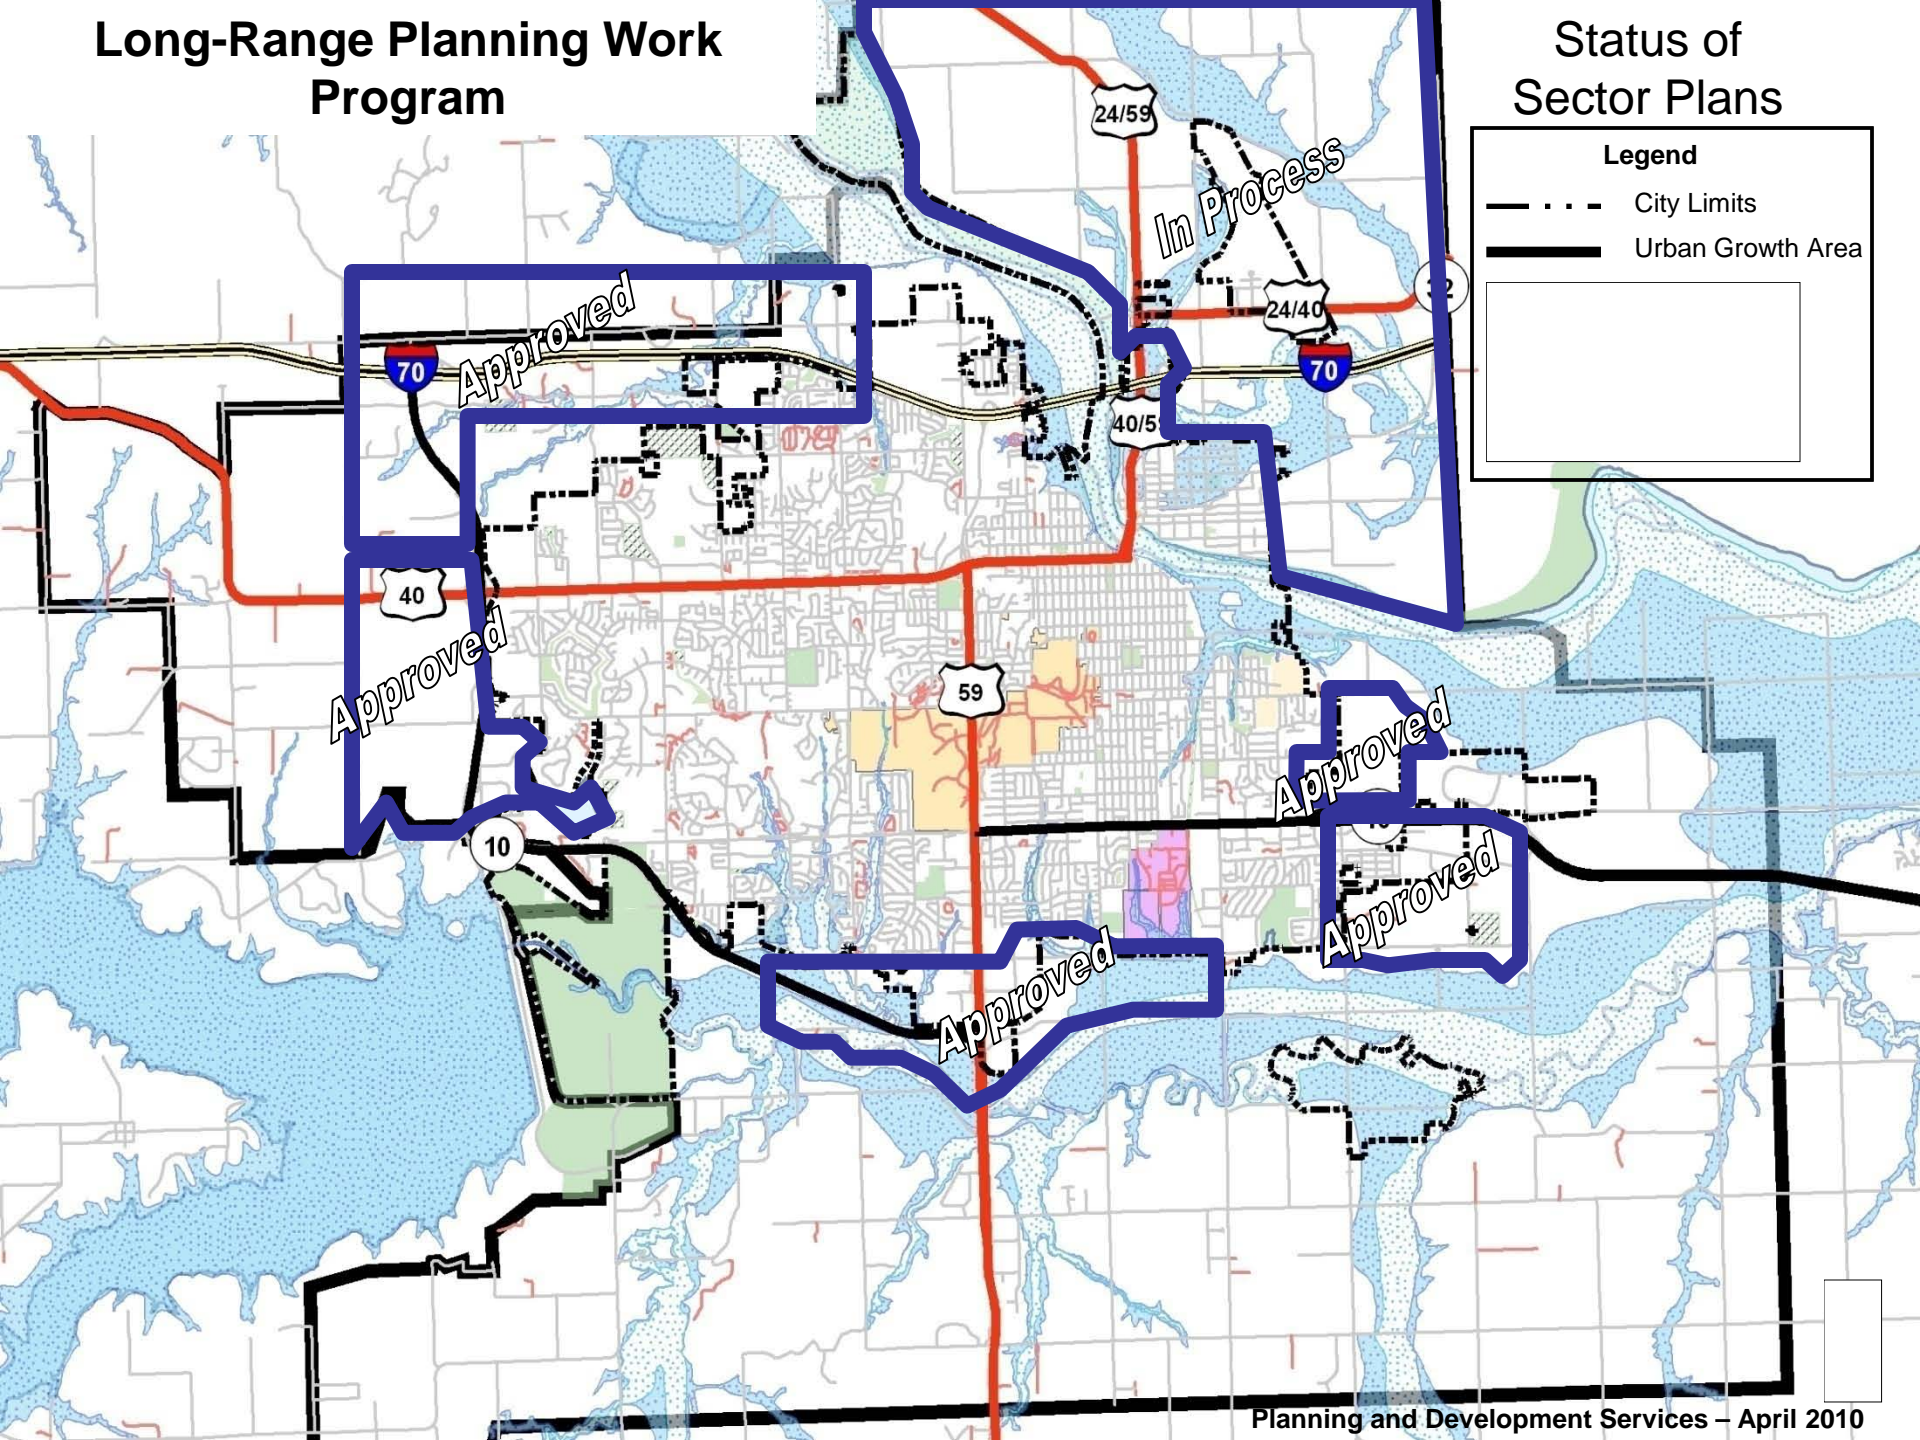 Long-Range Planning Work
Program
Status of
Sector Plans
Legend
City Limits
Urban Growth Area
24/59
In Process
24/40
70
70
40/5
Approved
40
Approved
59
Approved
10
Approved
Approved
Planning and Development Services – April 2010